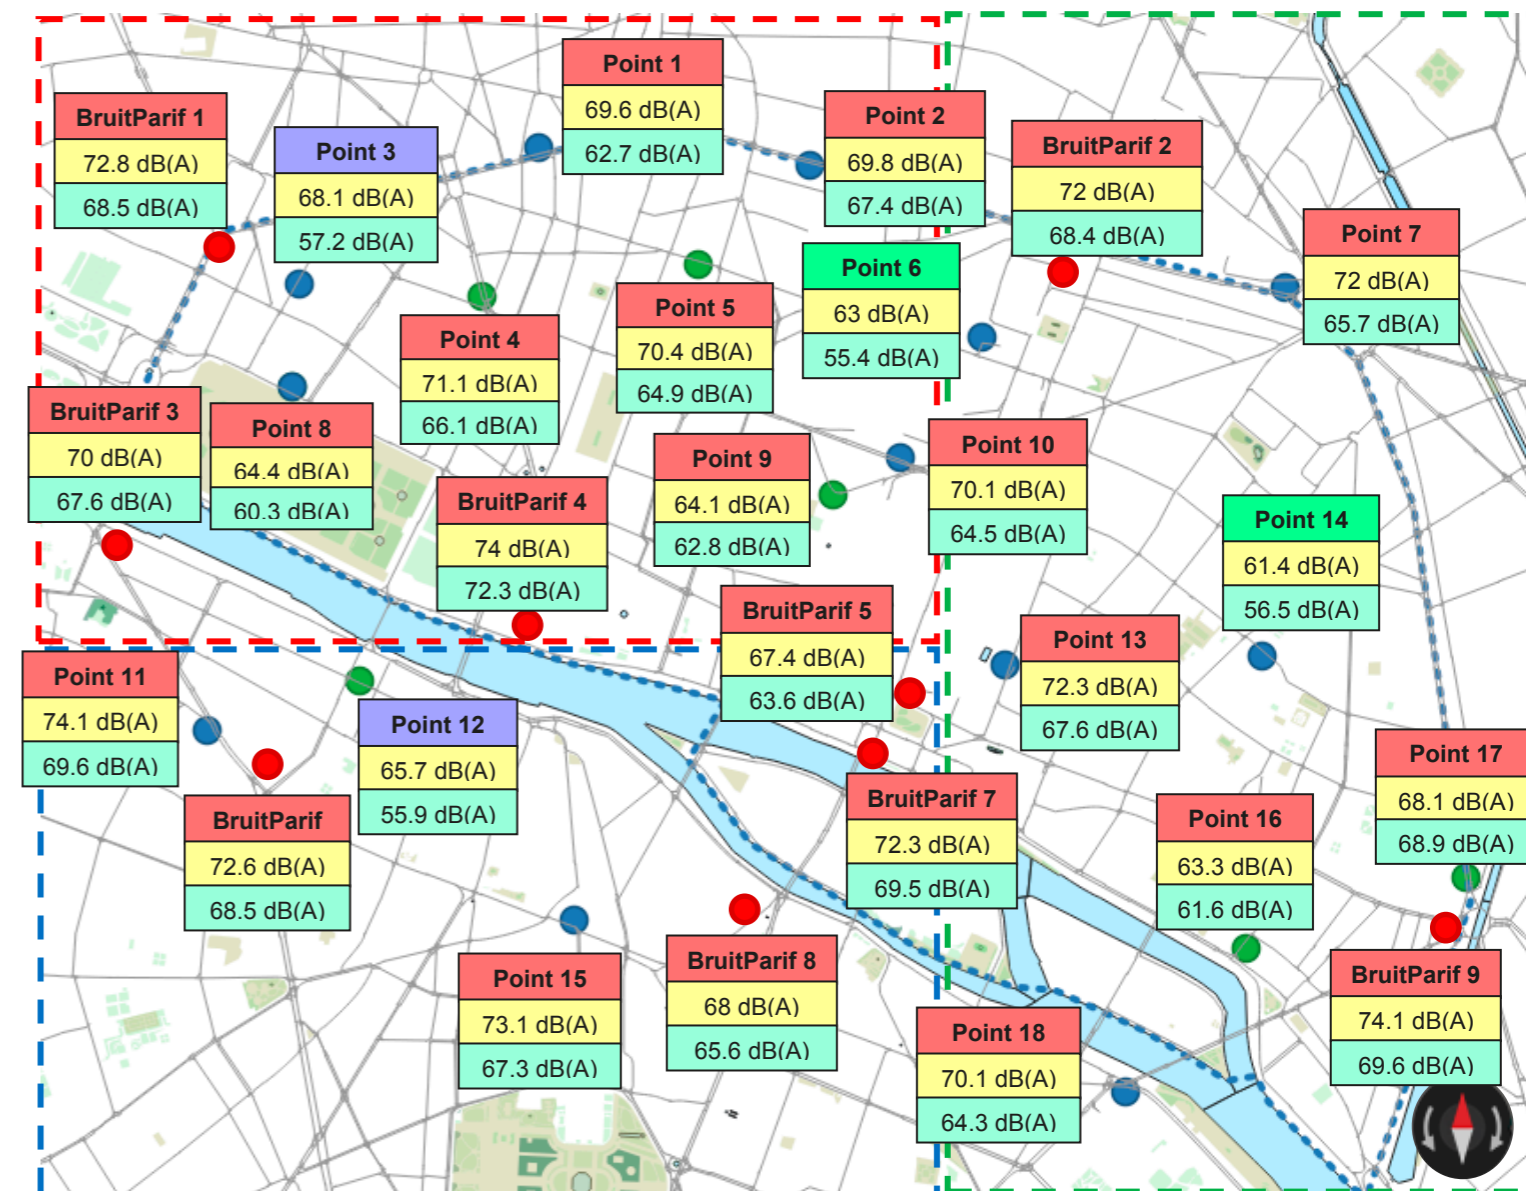 Point 1
69.6 dB(A)
62.7 dB(A)
BruitParif 1
72.8 dB(A)
68.5 dB(A)
Point 3
68.1 dB(A)
57.2 dB(A)
Point 2
69.8 dB(A)
67.4 dB(A)
BruitParif 2
72 dB(A)
68.4 dB(A)
Point 7
72 dB(A)
65.7 dB(A)
Point 6
63 dB(A)
55.4 dB(A)
Point 5
70.4 dB(A)
64.9 dB(A)
Point 4
71.1 dB(A)
66.1 dB(A)
BruitParif 3
70 dB(A)
67.6 dB(A)
Point 8
64.4 dB(A)
60.3 dB(A)
BruitParif 4
74 dB(A)
72.3 dB(A)
Point 9
64.1 dB(A)
62.8 dB(A)
Point 10
70.1 dB(A)
64.5 dB(A)
Point 14
61.4 dB(A)
56.5 dB(A)
BruitParif 5
67.4 dB(A)
63.6 dB(A)
Point 13
72.3 dB(A)
67.6 dB(A)
Point 11
74.1 dB(A)
69.6 dB(A)
Point 12
65.7 dB(A)
55.9 dB(A)
BruitParif
72.6 dB(A)
68.5 dB(A)
BruitParif 7
72.3 dB(A)
69.5 dB(A)
Point 16
63.3 dB(A)
61.6 dB(A)
Point 17
68.1 dB(A)
68.9 dB(A)
Point 15
73.1 dB(A)
67.3 dB(A)
BruitParif 8
68 dB(A)
65.6 dB(A)
Point 18
70.1 dB(A)
64.3 dB(A)
BruitParif 9
74.1 dB(A)
69.6 dB(A)